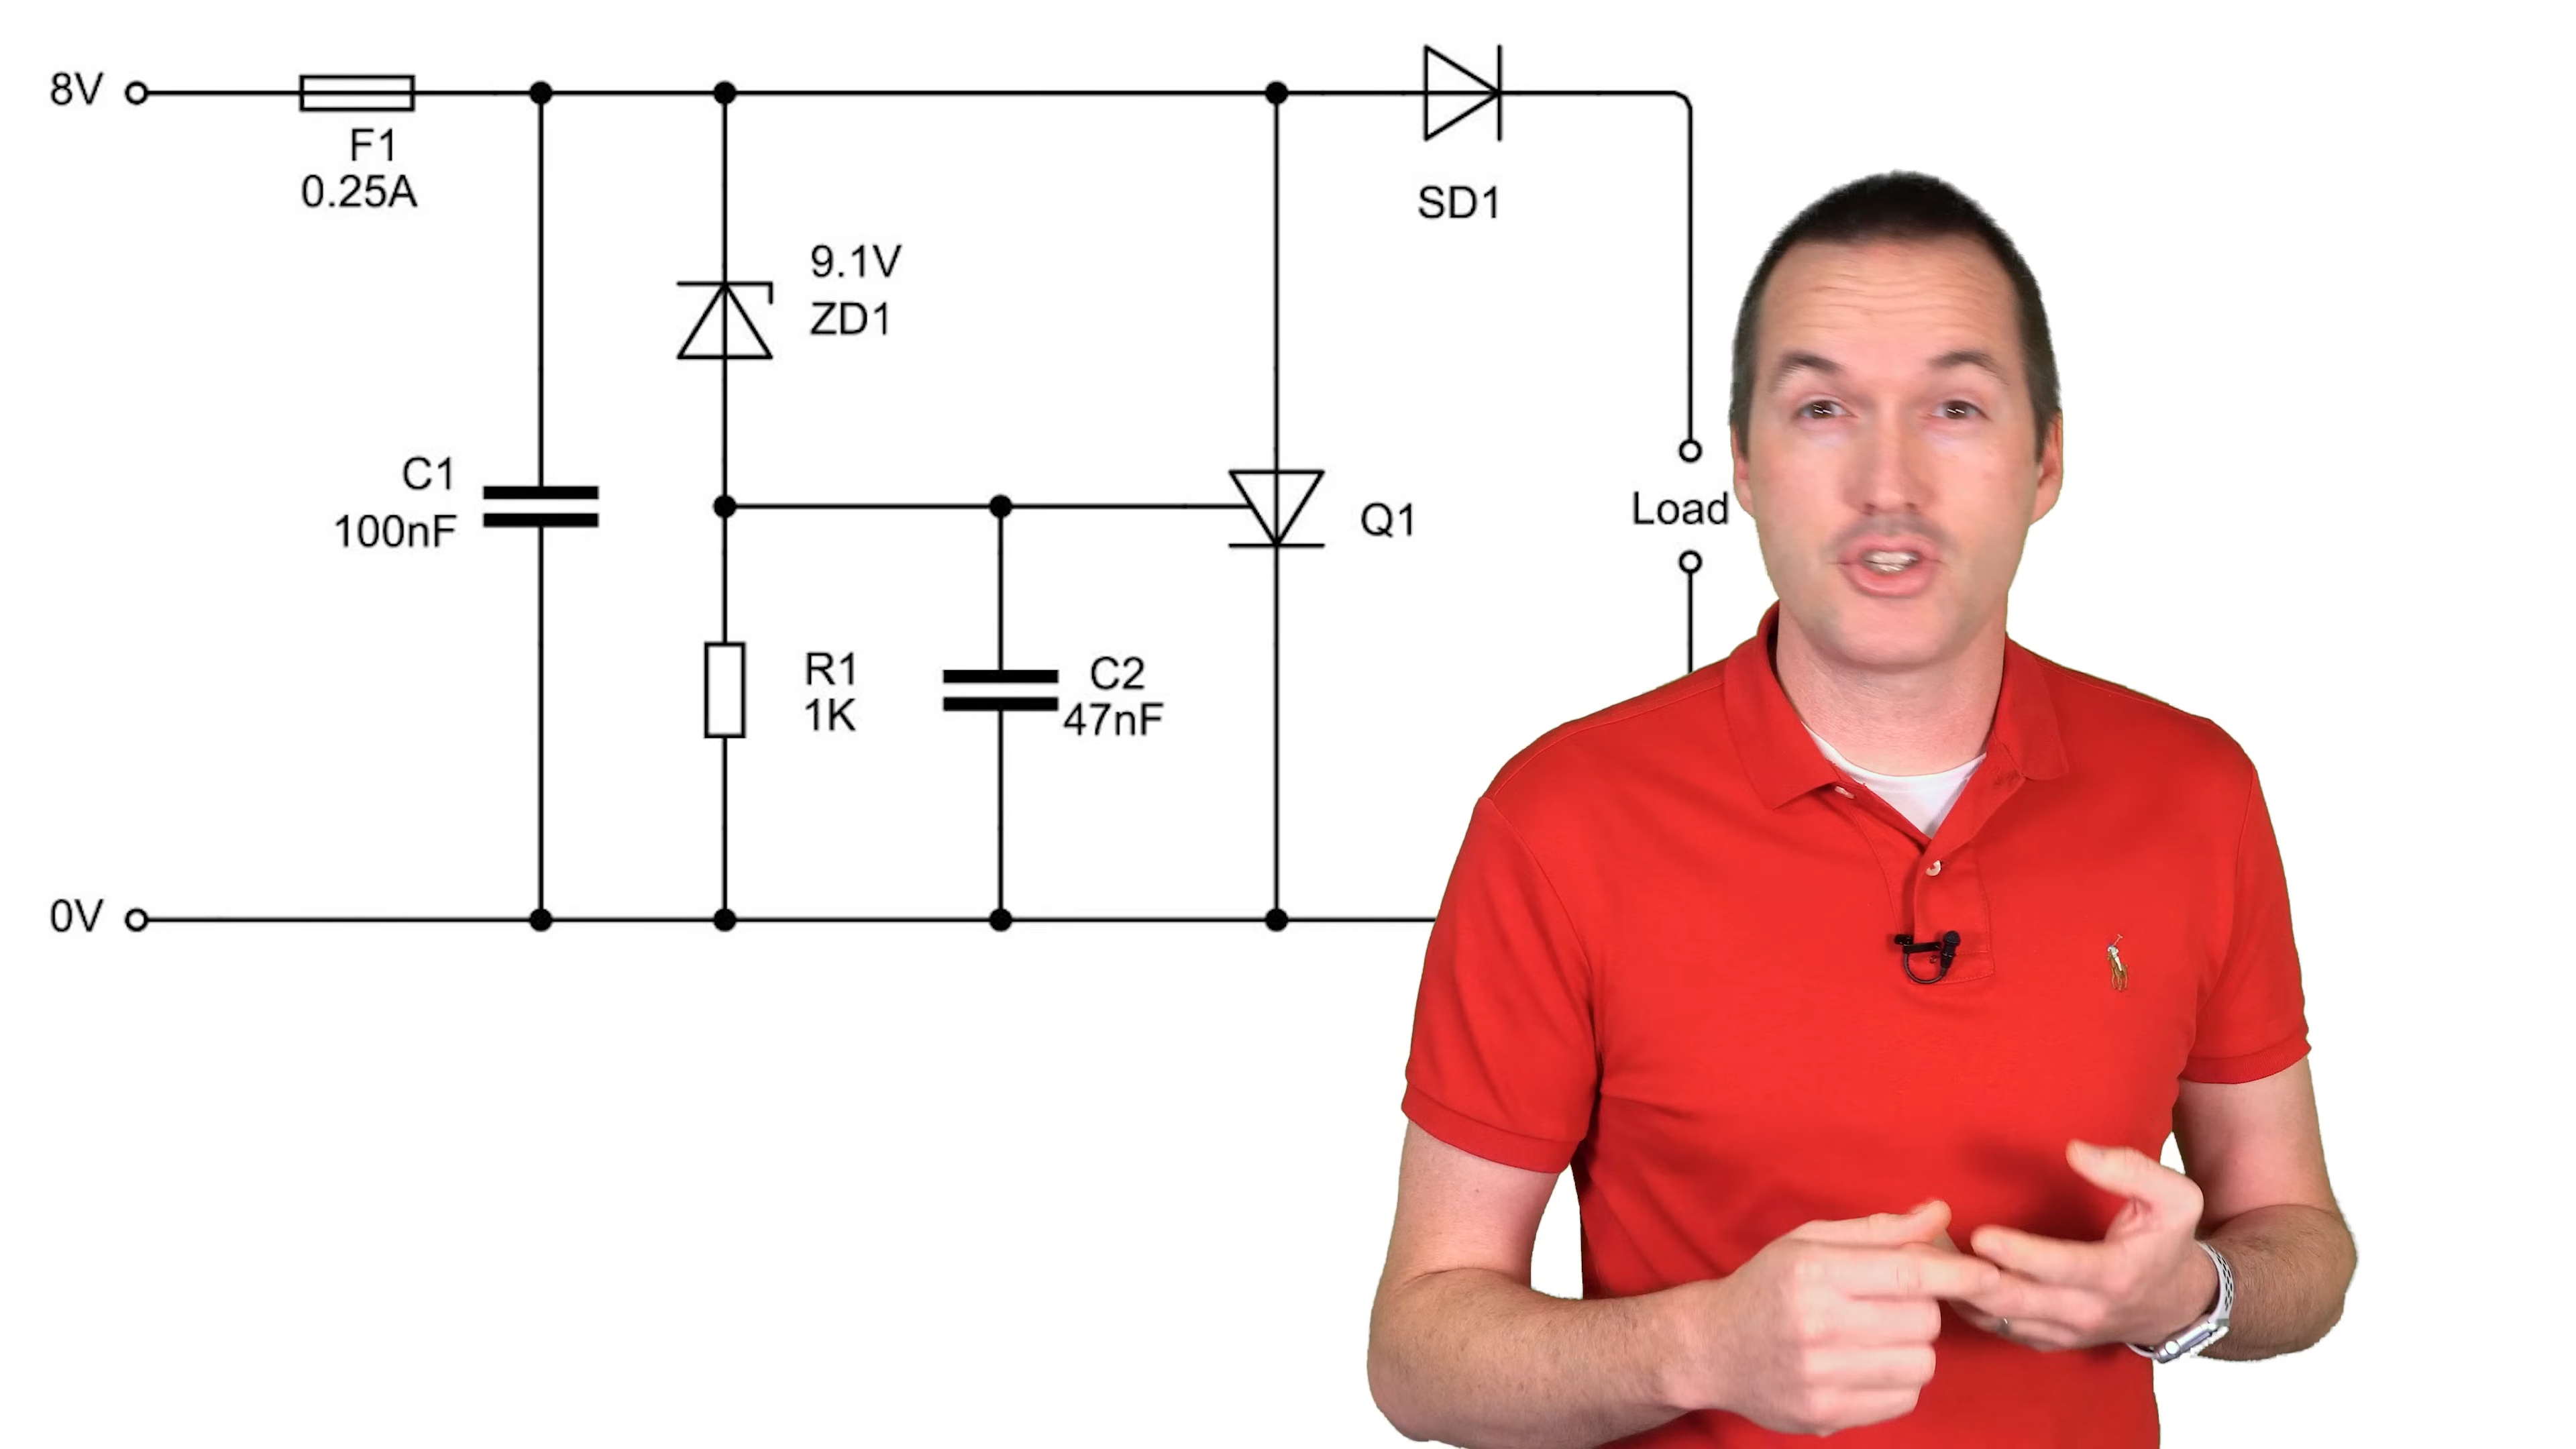 8V
F1
0.25A
SD1
9.1V
ZD1
C1
100nF
Q1
Load
R1
1K
C2
47nF
0V